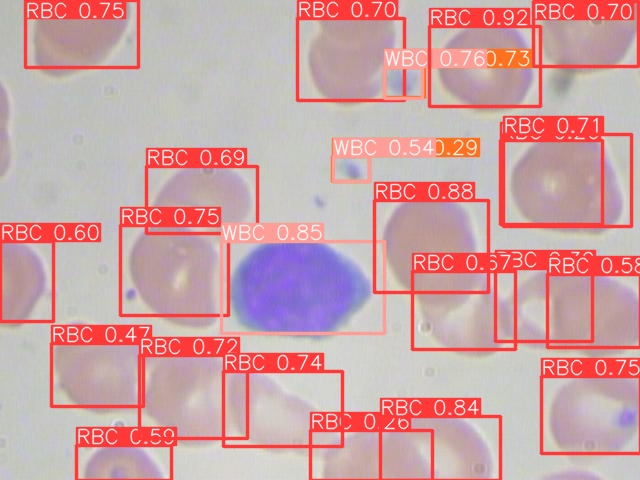 RBC 0.75
RBC 0.70
RBC 0.92
RBC 0.70
WBC 0.76
0.73
RBC 0.71
WBC 0.54
0.29
RBC 0.69
RBC 0.88
RBC 0.75
RBC 0.60
WBC 0.85
RBC 0.67
RBC 0.58
RBC 0.47
RBC 0.72
RBC 0.74
RBC 0.75
RBC 0.26
RBC 0.84
RBC 0.59